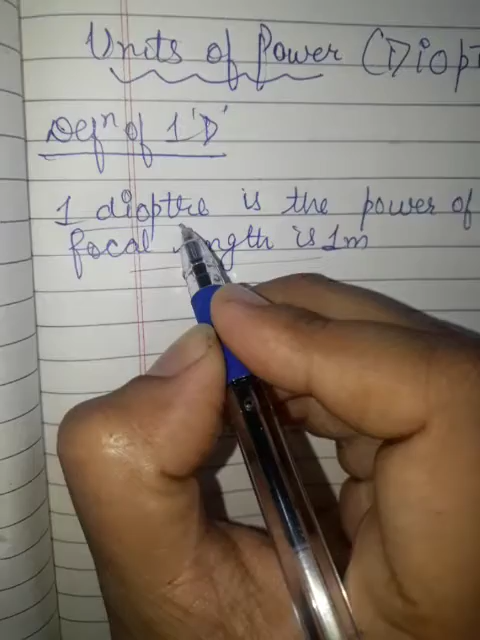 Units of Power (Diopt
Defⁿ of 1 'D'
1 dioptre is the power of
focal length is 1m